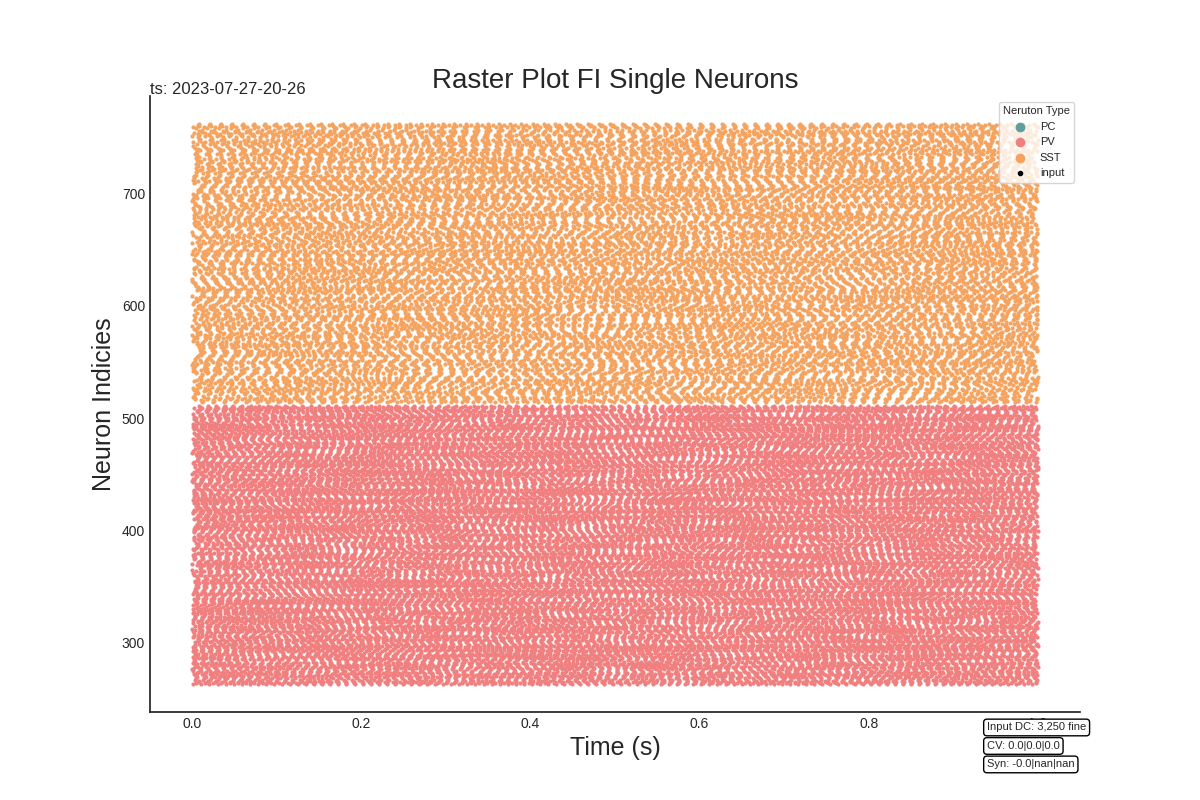 Raster Plot FI Single Neurons
ts: 2023-07-27-20-26
Neruton Type
PC
PV
SST
input
700
600
500
400
300
Neuron Indicies
0.0 0.2 0.4 0.6 0.8
Time (s)
Input DC: 3,250 fine
CV: 0.0|0.0|0.0
Syn: -0.0|nan|nan